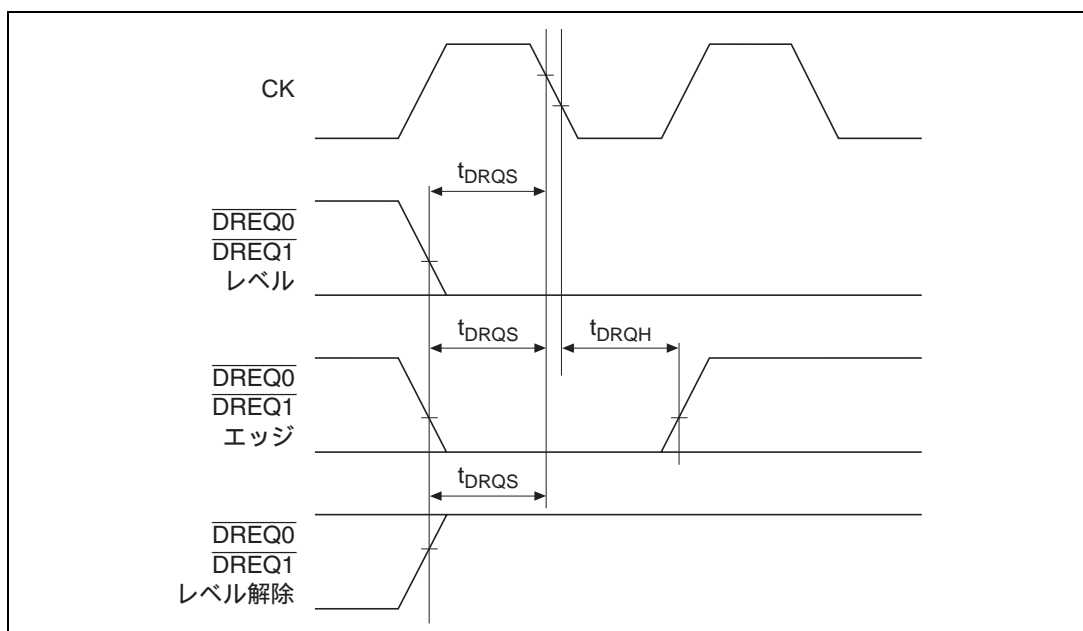 CK
tDRQS
DREQ0
DREQ1
レベル
tDRQS
tDRQH
DREQ0
DREQ1
エッジ
tDRQS
DREQ0
DREQ1
レベル解除